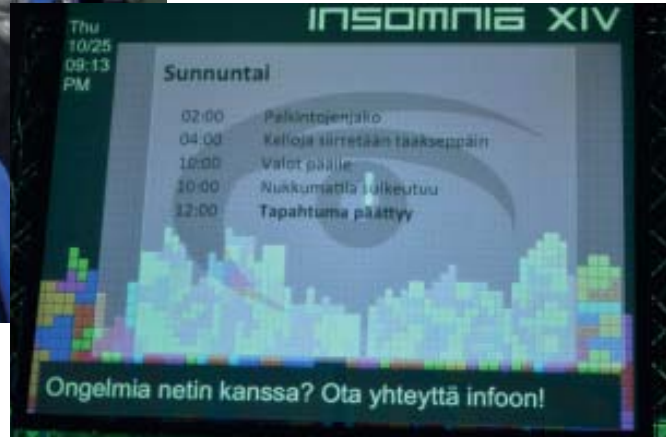 INSOMNIA XIV
Thu
10/25
09:13
PM
Sunnuntai
02:00 Palkintojenjako
04:00 Kelloja siirretään taaksepäin
10:00 Valot päälle
10:00 Nukkumattila sulkeutuu
12:00 Tapahtuma päättyy
Ongelmia netin kanssa? Ota yhteyttä infoon!